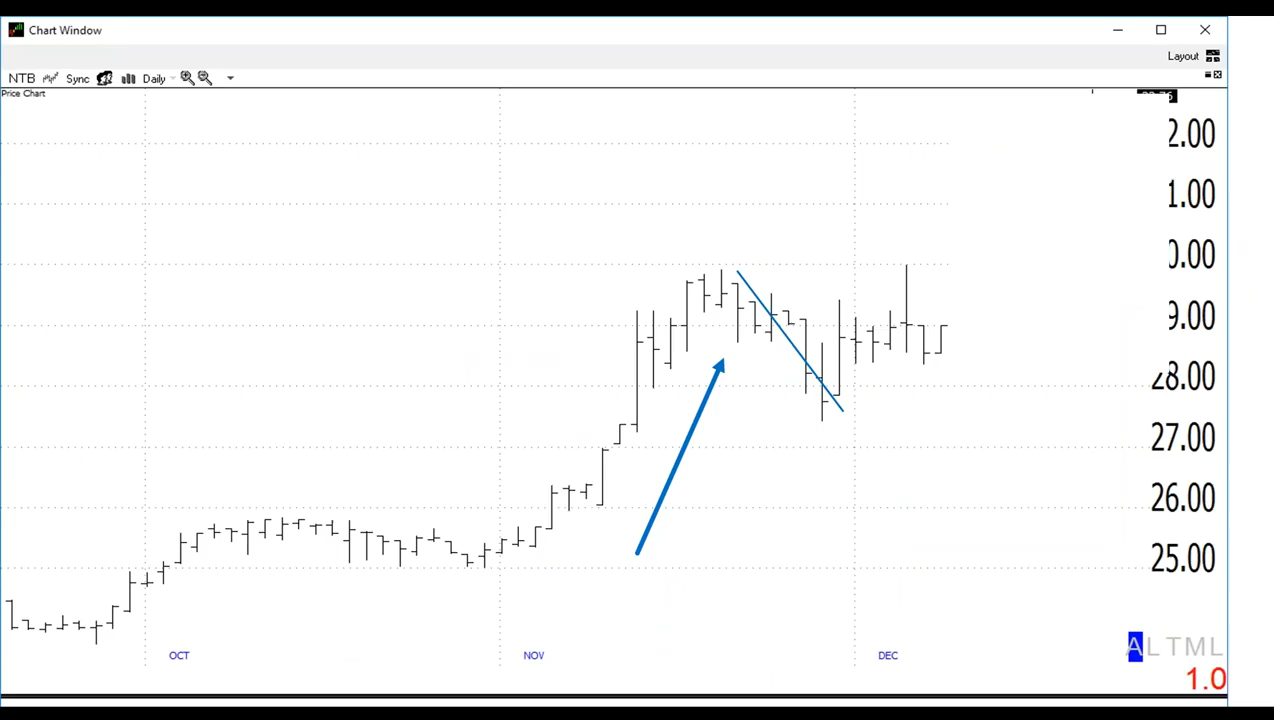 Chart Window
Layout
NTB Sync Daily
Price Chart
2.00
1.00
0.00
9.00
28.00
27.00
26.00
25.00
OCT NOV DEC
ALTML
1.0